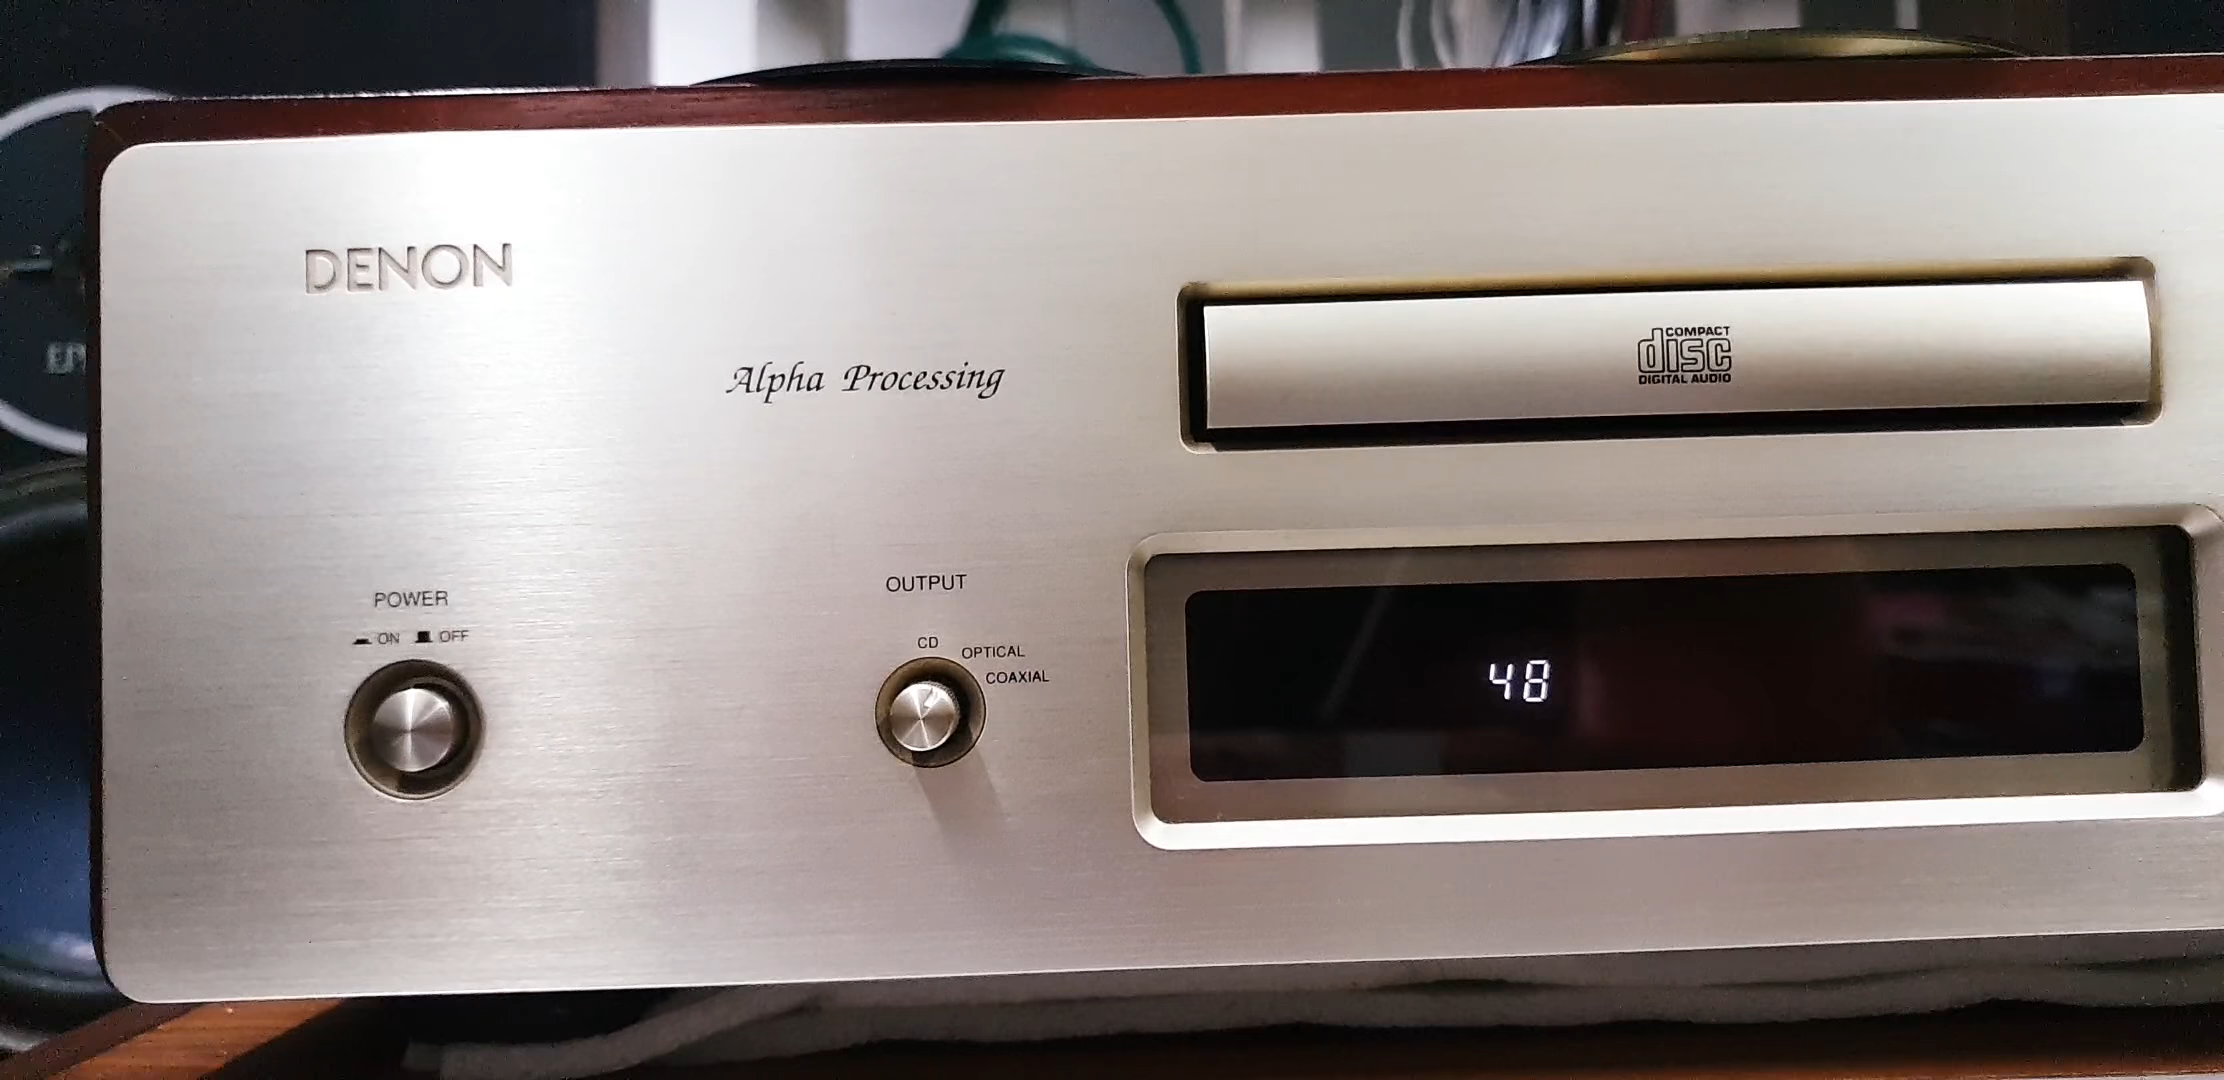 DENON
Alpha Processing
COMPACT
disc
DIGITAL AUDIO
POWER
ON OFF
OUTPUT
CD
OPTICAL
COAXIAL
48